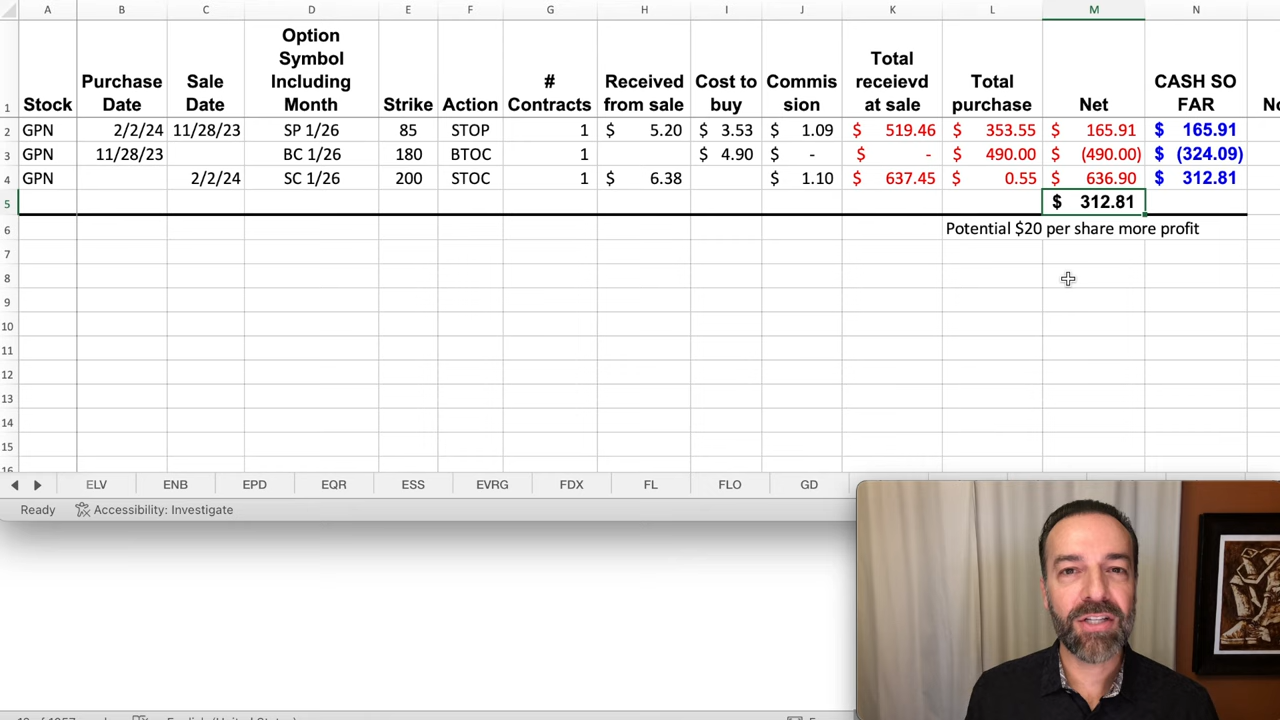 A B C D E F G H I J K L M N
Option
Symbol
Total
Purchase Sale Including # Received Cost to Commis receievd Total CASH SO
1 Stock Date Date Month Strike Action Contracts from sale buy sion at sale purchase Net FAR No
2 GPN 2/2/24 11/28/23 SP 1/26 85 STOP 1 $ 5.20 $ 3.53 $ 1.09 $ 519.46 $ 353.55 $ 165.91 $ 165.91
3 GPN 11/28/23 BC 1/26 180 BTOC 1 $ 4.90 $ - $ - $ 490.00 $ (490.00) $ (324.09)
4 GPN 2/2/24 SC 1/26 200 STOC 1 $ 6.38 $ 1.10 $ 637.45 $ 0.55 $ 636.90 $ 312.81
5 $ 312.81
6 Potential $20 per share more profit
7
8
9
10
11
12
13
14
15
16
ELV ENB EPD EQR ESS EVRG FDX FL FLO GD
Ready Accessibility: Investigate